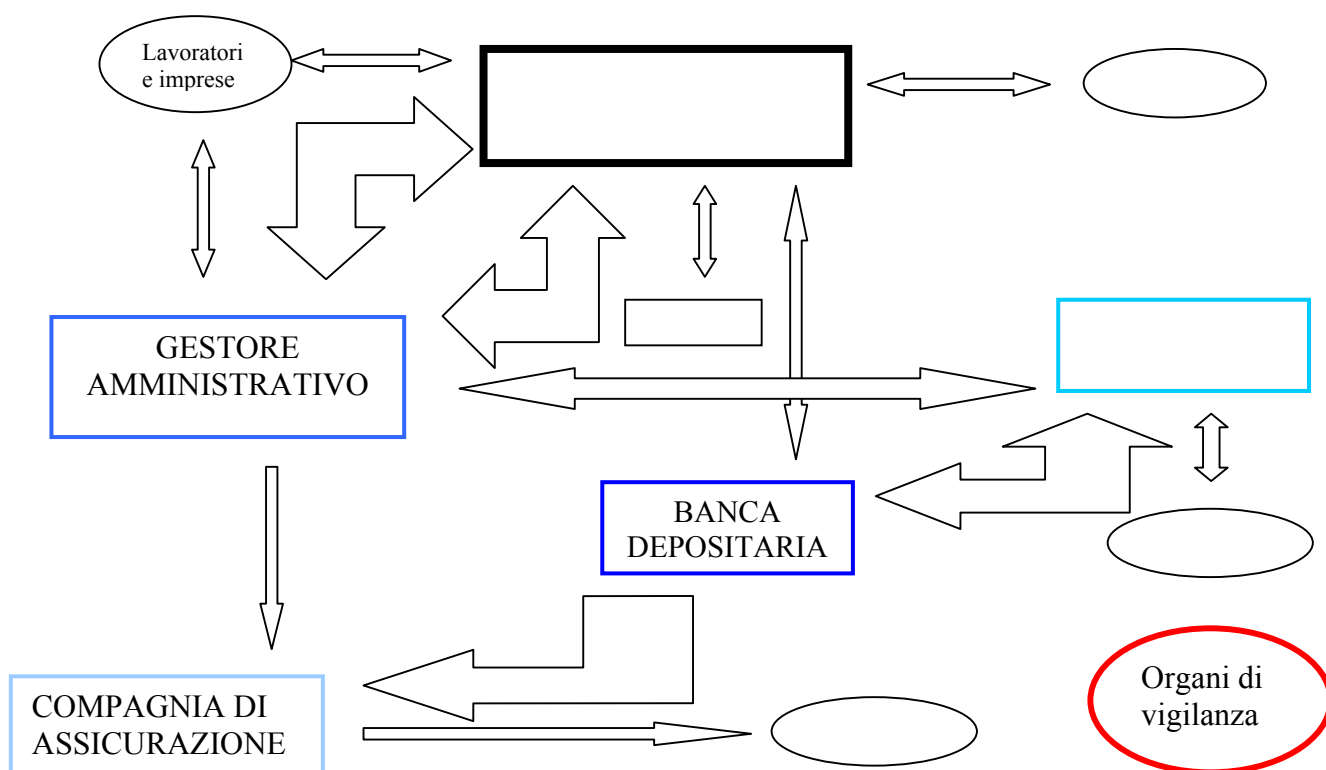 Lavoratori
e imprese
GESTORE
AMMINISTRATIVO
BANCA
DEPOSITARIA
COMPAGNIA DI
ASSICURAZIONE
Organi di
vigilanza